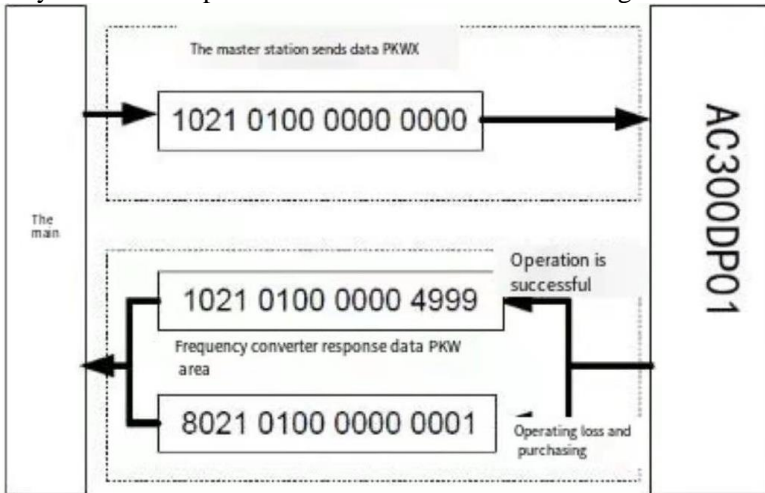 The master station sends data PKWX
1021 0100 0000 0000
AC300DP01
The
main
Operation is
successful
1021 0100 0000 4999
Frequency converter response data PKW
area
8021 0100 0000 0001
Operating loss and
purchasing